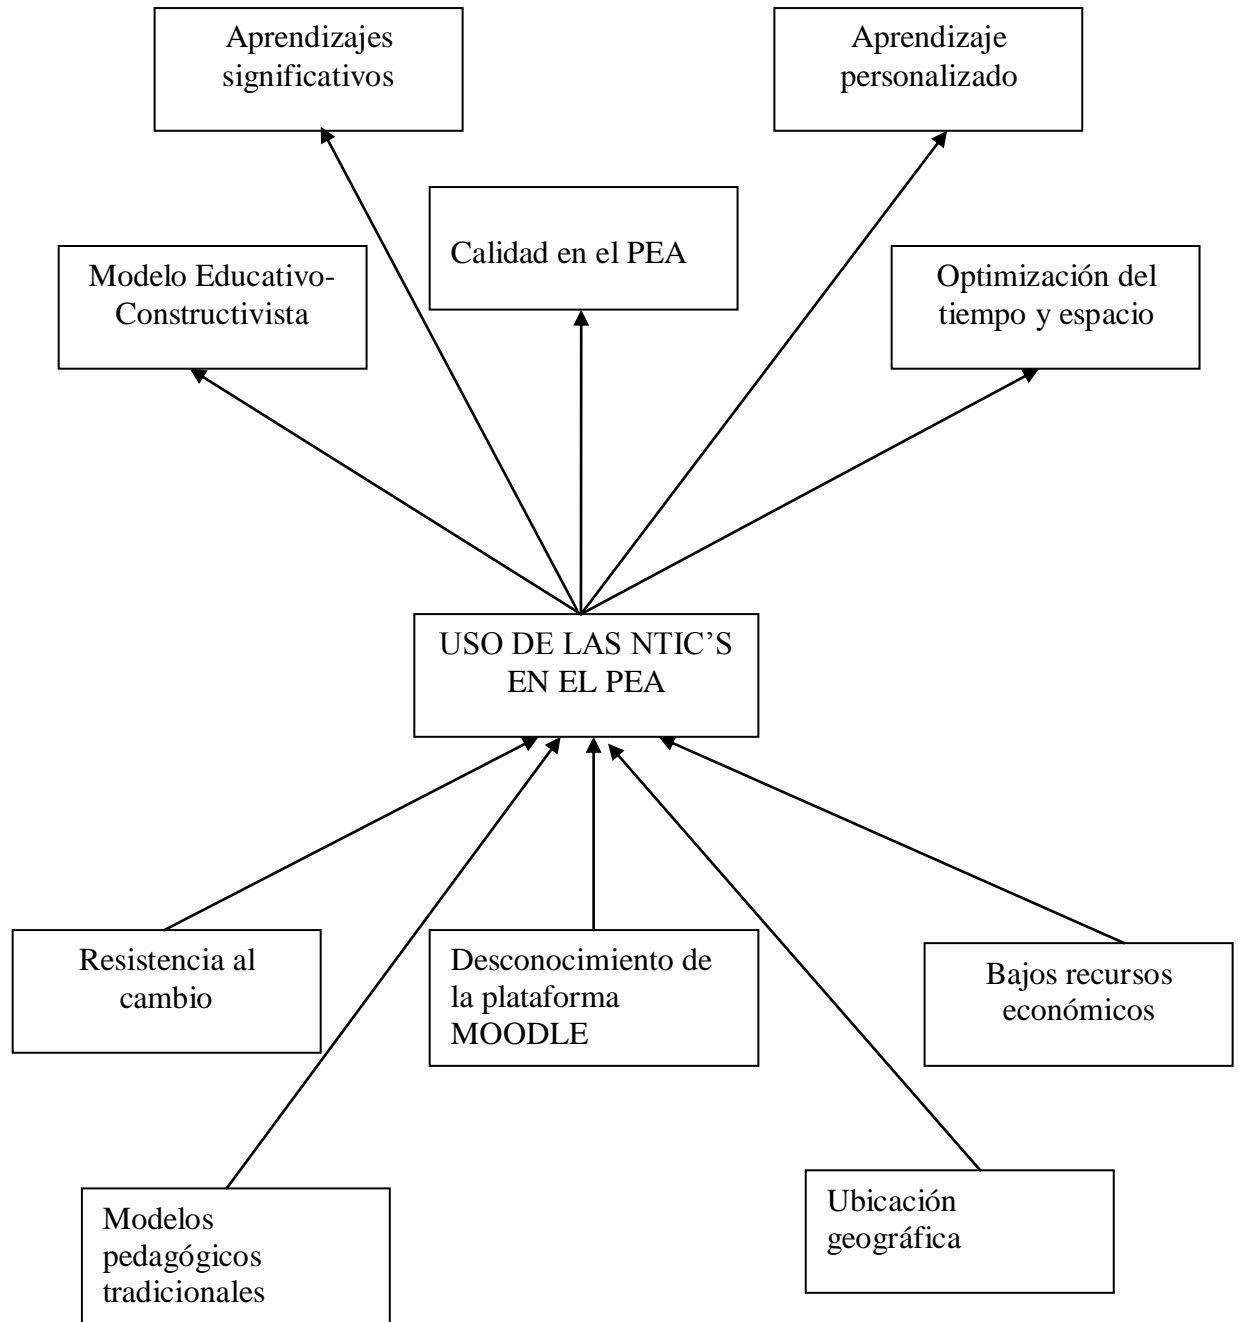 Aprendizajes
significativos
Aprendizaje
personalizado
Calidad en el PEA
Modelo Educativo-
Constructivista
Optimización del
tiempo y espacio
USO DE LAS NTIC’S
EN EL PEA
Resistencia al
cambio
Desconocimiento de
la plataforma
MOODLE
Bajos recursos
económicos
Modelos
pedagógicos
tradicionales
Ubicación
geográfica